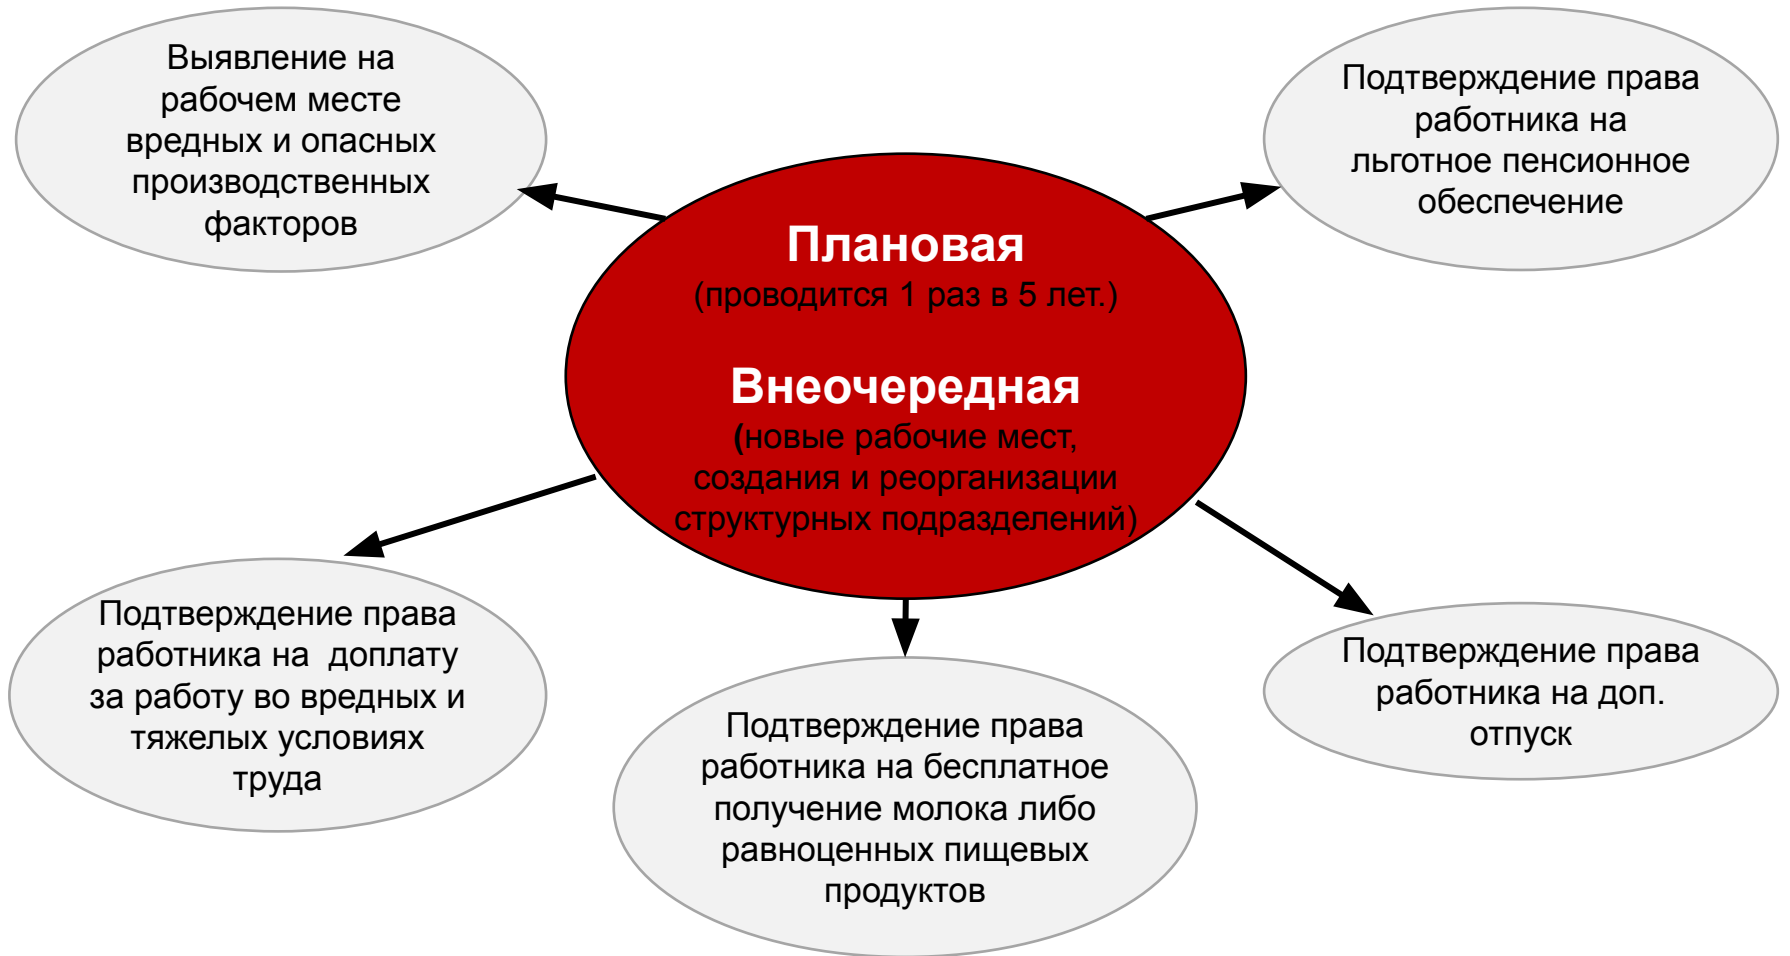 Выявление на
рабочем месте
вредных и опасных
производственных
факторов
Подтверждение права
работника на
льготное пенсионное
обеспечение
Плановая
(проводится 1 раз в 5 лет.)
Внеочередная
(новые рабочие мест,
создания и реорганизации
структурных подразделений)
Подтверждение права
работника на доплату
за работу во вредных и
тяжелых условиях
труда
Подтверждение права
работника на бесплатное
получение молока либо
равноценных пищевых
продуктов
Подтверждение права
работника на доп.
отпуск